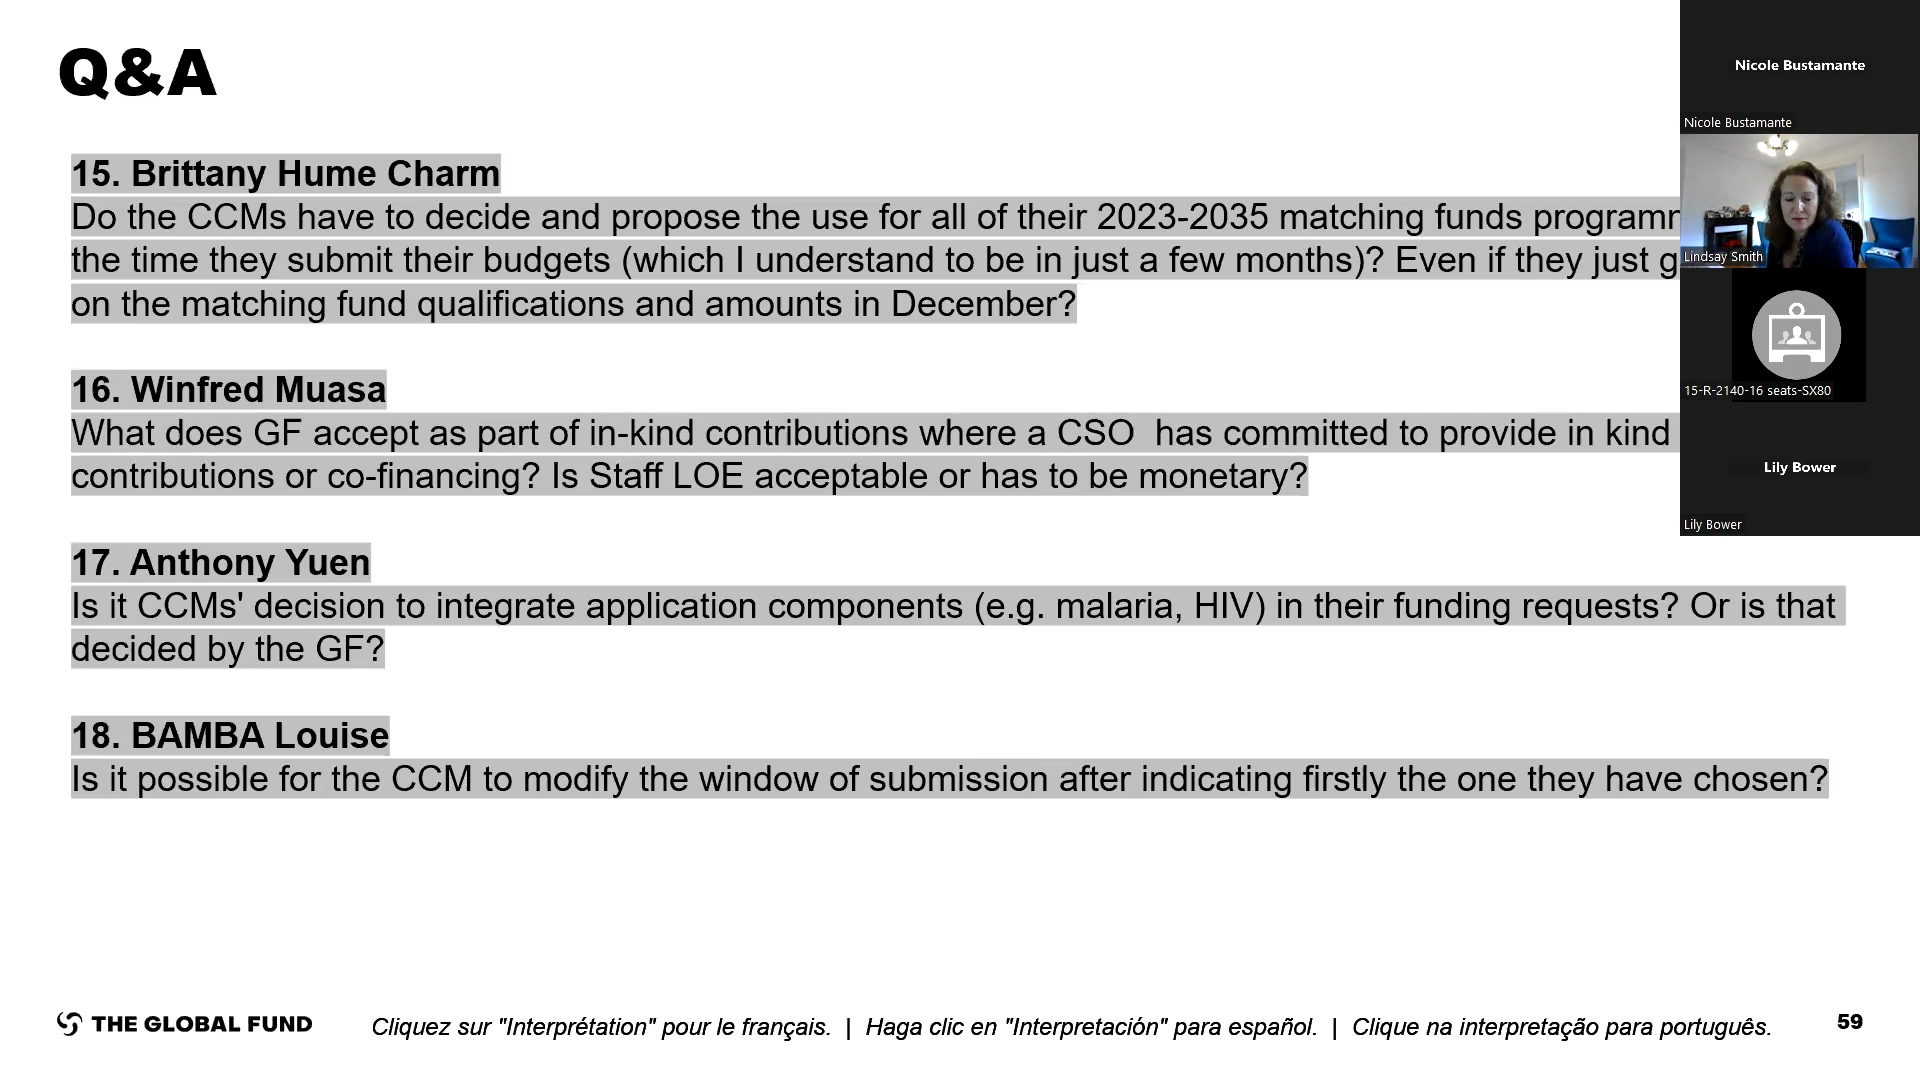 Q&A
15. Brittany Hume Charm
Do the CCMs have to decide and propose the use for all of their 2023-2035 matching funds
the time they submit their budgets (which I understand to be in just a few months)? Even if they just
on the matching fund qualifications and amounts in December?
16. Winfred Muasa
What does GF accept as part of in-kind contributions where a CSO  has committed to provide in kind
contributions or co-financing? Is Staff LOE acceptable or has to be monetary?
17. Anthony Yuen
Is it CCMs' decision to integrate application components (e.g. malaria, HIV) in their funding requests? Or is that
decided by the GF?
18. BAMBA Louise
Is it possible for the CCM to modify the window of submission after indicating firstly the one they have chosen?
THE GLOBAL FUND
Cliquez sur "Interprétation" pour le français. | Haga clic en "Interpretación" para español. | Clique na interpretação para português.
59
Nicole Bustamante
Nicole Bustamante
Lindsay Smith
15-R-2140-16 seats-SX80
Lily Bower
Lily Bower